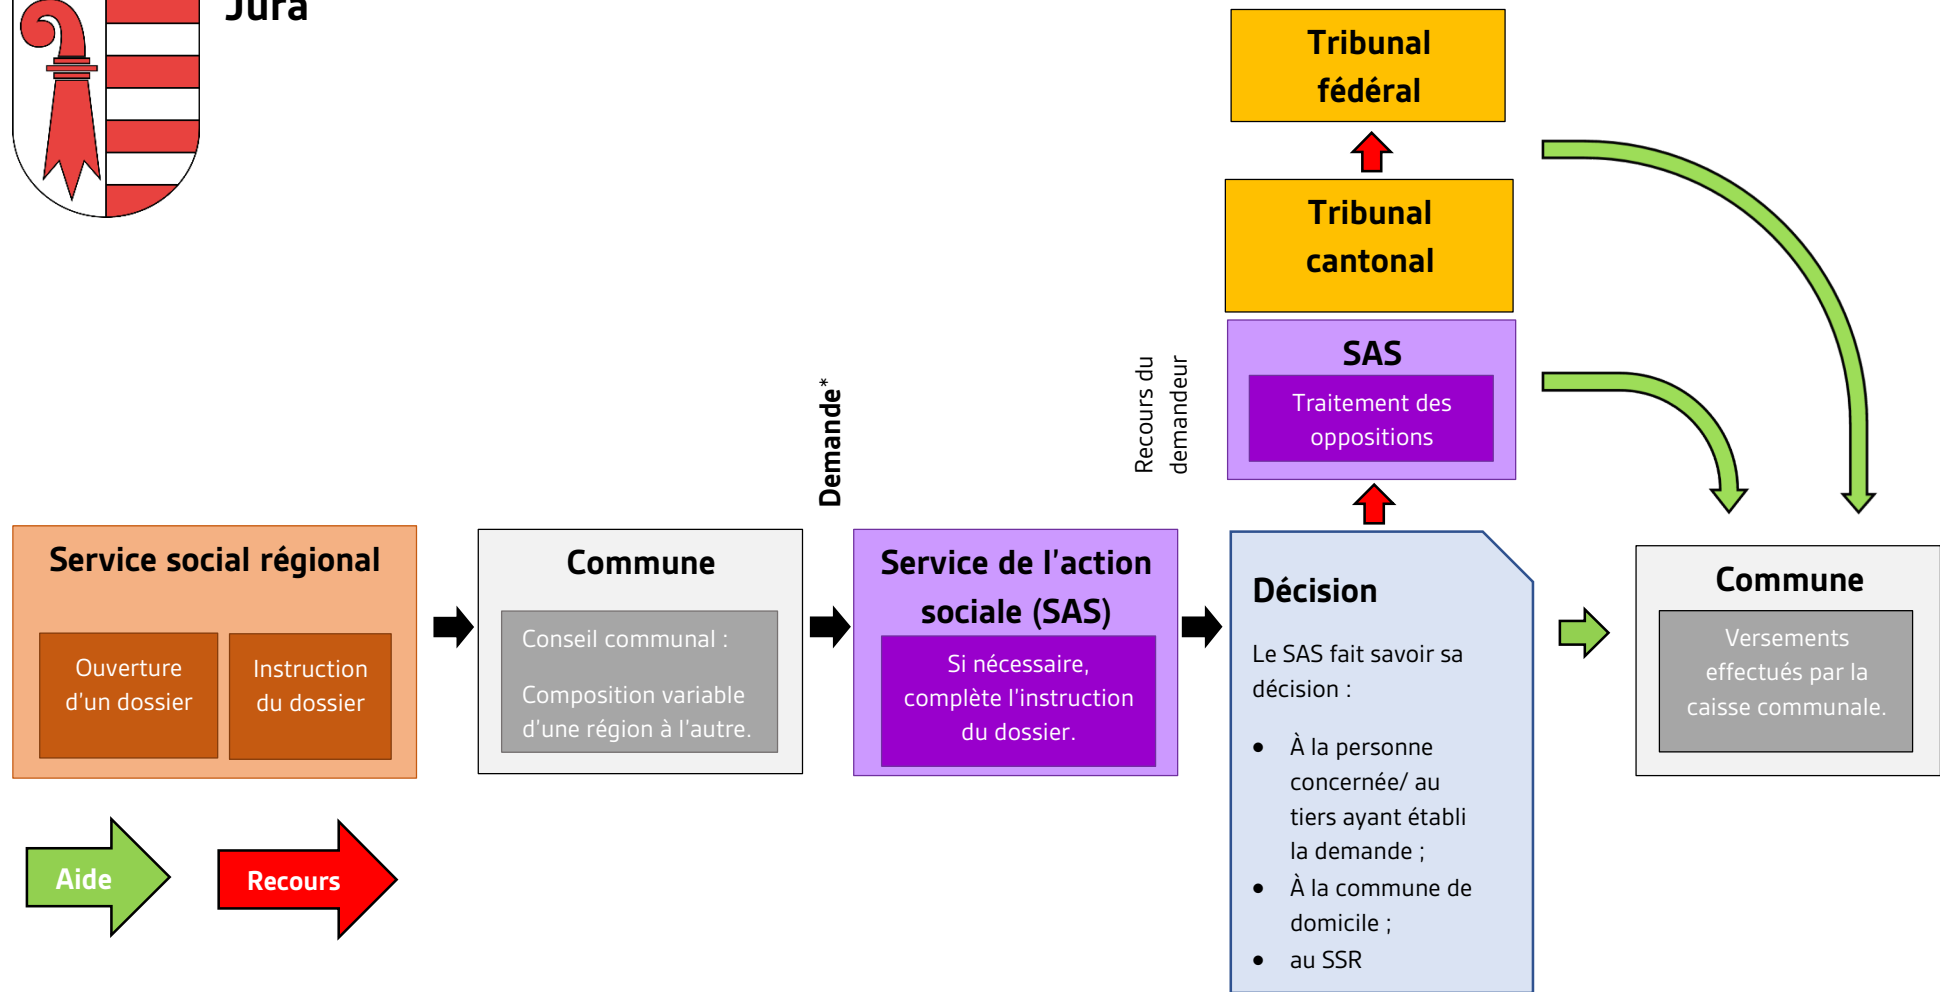 Jura
Tribunal
fédéral
Tribunal
cantonal
SAS
Traitement des
oppositions
Recours du
demandeur
Demande*
Service social régional
Ouverture
d'un dossier
Instruction
du dossier
Commune
Conseil communal :
Composition variable
d'une région à l'autre.
Service de l'action
sociale (SAS)
Si nécessaire,
complète l'instruction
du dossier.
Décision
Le SAS fait savoir sa
décision :
• À la personne
concernée/ au
tiers ayant établi
la demande ;
• À la commune de
domicile ;
• au SSR
Commune
Versements
effectués par la
caisse communale.
Aide
Recours